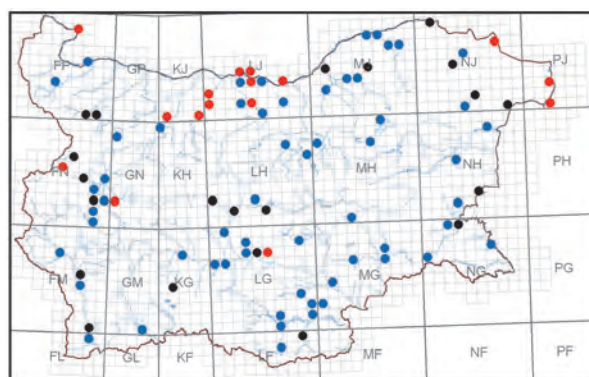 FP GP KJ LJ MJ NJ PJ
FN GN KH LH MH NH PH
FM GM KG LG MG NG PG
FL GL KF LF MF NF PF